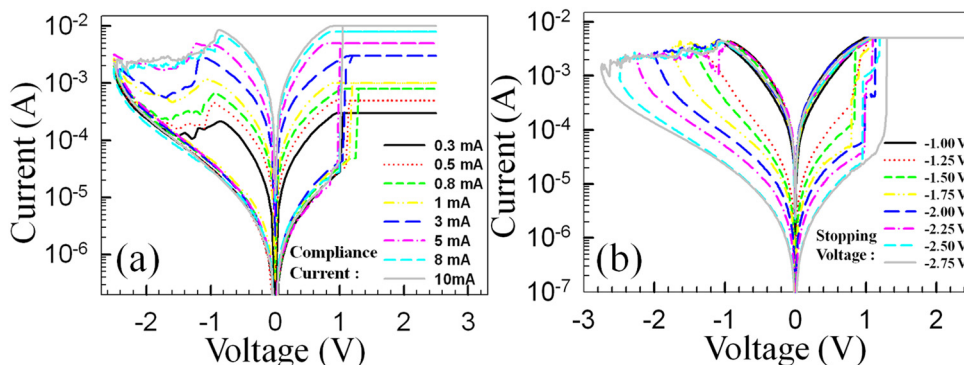 Current (A)
10⁻²
10⁻³
10⁻⁴
10⁻⁵
10⁻⁶
(a)
Compliance
Current :
0.3 mA
0.5 mA
0.8 mA
1 mA
3 mA
5 mA
8 mA
10mA
-2 -1 0 1 2
Voltage (V)
Current (A)
10⁻²
10⁻³
10⁻⁴
10⁻⁵
10⁻⁶
10⁻⁷
(b)
Stopping
Voltage :
-1.00 V
-1.25 V
-1.50 V
-1.75 V
-2.00 V
-2.25 V
-2.50 V
-2.75 V
-3 -2 -1 0 1 2
Voltage (V)